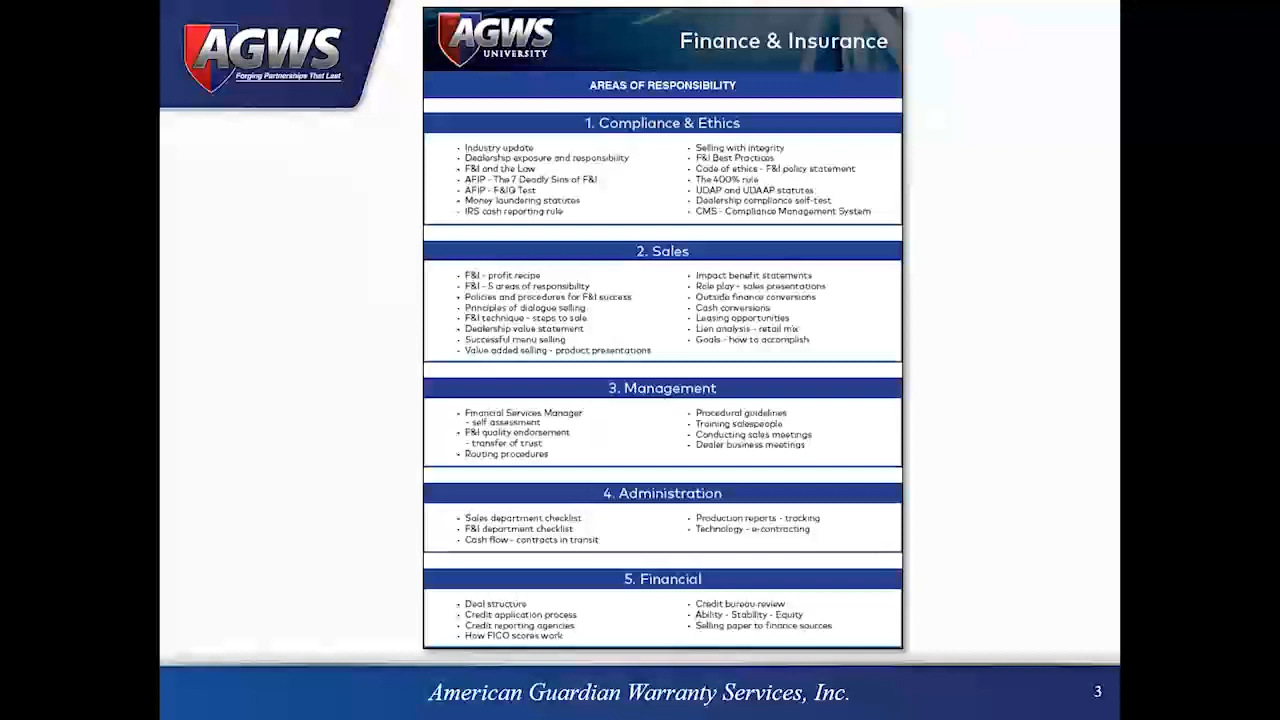 AGWS
Forging Partnerships That Last
AGWS
UNIVERSITY
Finance & Insurance
AREAS OF RESPONSIBILITY
1. Compliance & Ethics
• Industry update
• Dealership exposure and responsibility
• F&I and the Law
• AFIP - The 7 Deadly Sins of F&I
• AFIP - F&IQ Test
• Money laundering statutes
• IRS cash reporting rule
• Selling with integrity
• F&I Best Practices
• Code of ethics - F&I policy statement
• The 400% rule
• UDAP and UDAAP statutes
• Dealership compliance self-test
• CMS - Compliance Management System
2. Sales
• F&I - profit recipe
• F&I - 5 areas of responsibility
• Policies and procedures for F&I success
• Principles of dialogue selling
• F&I technique - steps to sale
• Dealership value statement
• Successful menu selling
• Value added selling - product presentations
• Impact benefit statements
• Role play - sales presentations
• Outside finance conversions
• Cash conversions
• Leasing opportunities
• Lien analysis - retail mix
• Goals - how to accomplish
3. Management
• Financial Services Manager
- self assessment
• F&I quality endorsement
- transfer of trust
• Routing procedures
• Procedural guidelines
• Training salespeople
• Conducting sales meetings
• Dealer business meetings
4. Administration
• Sales department checklist
• F&I department checklist
• Cash flow - contracts in transit
• Production reports - tracking
• Technology - e-contracting
5. Financial
• Deal structure
• Credit application process
• Credit reporting agencies
• How FICO scores work
• Credit bureau review
• Ability - Stability - Equity
• Selling paper to finance sources
American Guardian Warranty Services, Inc.
3